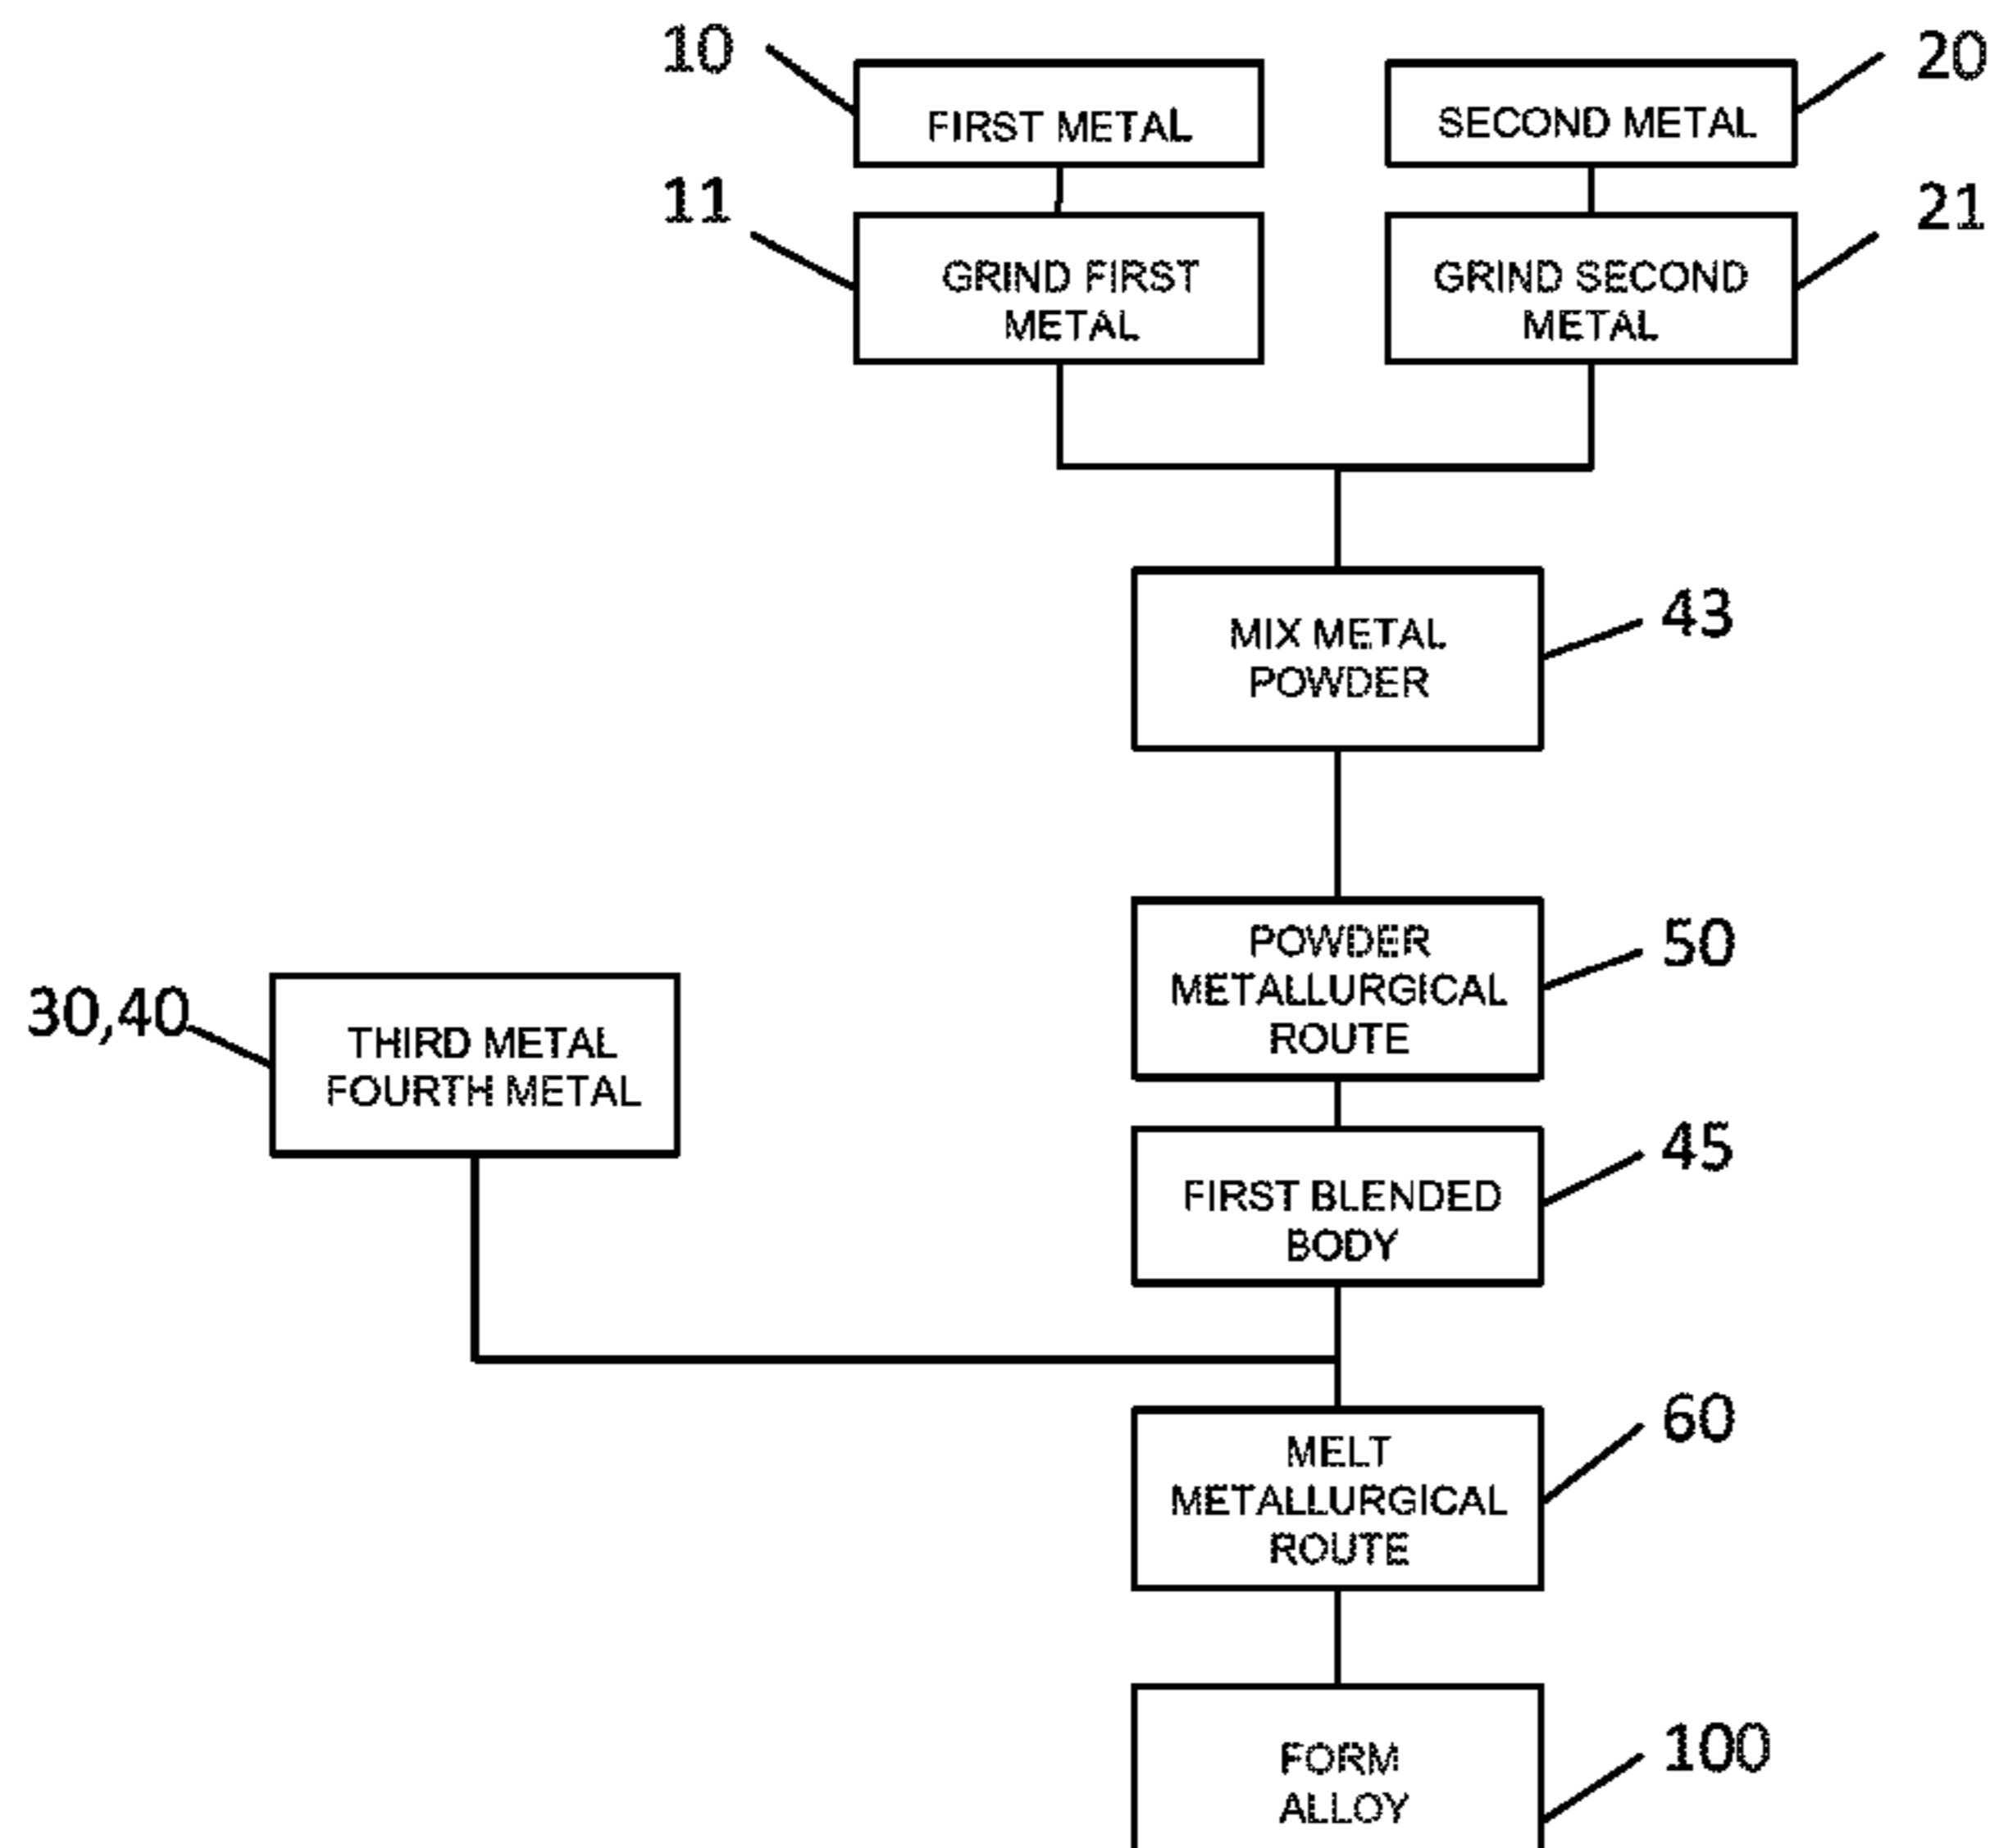 10
FIRST METAL
SECOND METAL
20
11
GRIND FIRST
METAL
GRIND SECOND
METAL
21
MIX METAL
POWDER
43
POWDER
METALLURGICAL
ROUTE
50
30,40
THIRD METAL
FOURTH METAL
FIRST BLENDED
BODY
45
MELT
METALLURGICAL
ROUTE
60
FORM
ALLOY
100